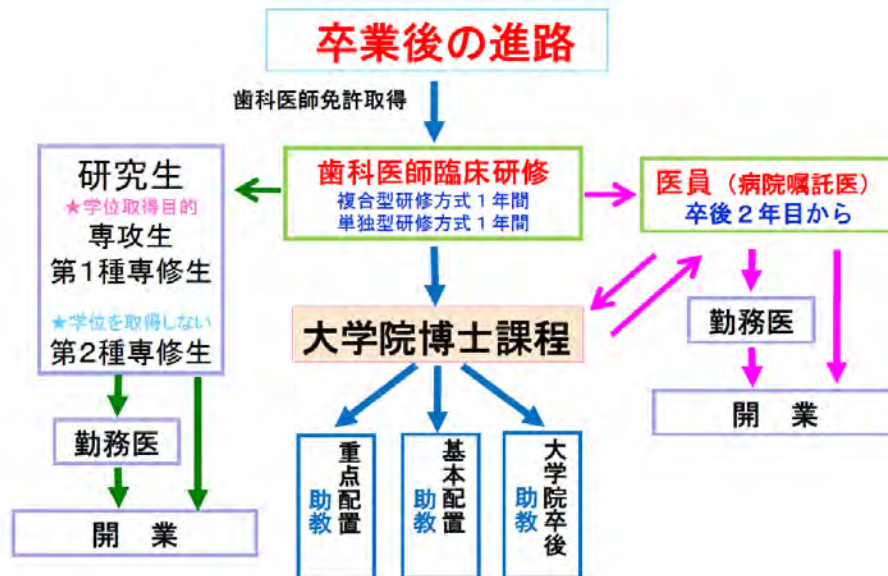 卒業後の進路
歯科医師免許取得
研究生
★学位取得目的
専攻生
第1種専修生
★学位を取得しない
第2種専修生
勤務医
開 業
歯科医師臨床研修
複合型研修方式1年間
単独型研修方式1年間
大学院博士課程
重点配置
助教
基本配置
助教
大学院卒後
助教
医員（病院嘱託医）
卒後２年目から
勤務医
開 業